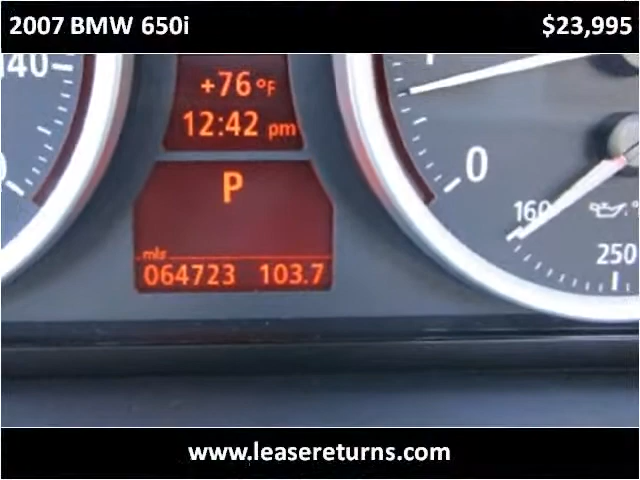 2007 BMW 650i $23,995
140
+76 °F
12:42 pm
0
P
160
250
mls
064723 103.7
www.leasereturns.com